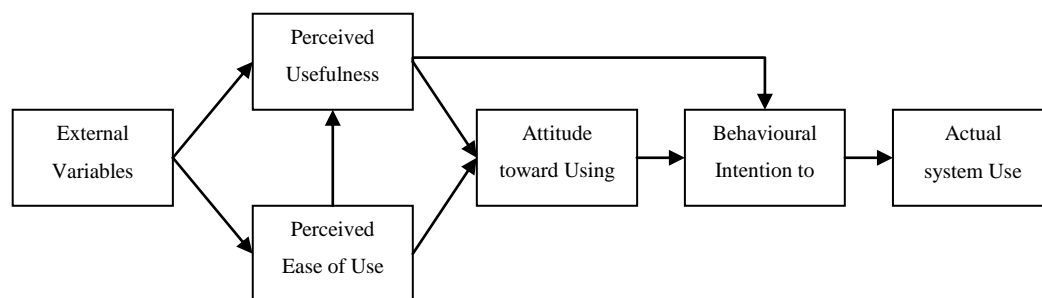 Perceived
Usefulness
External
Variables
Attitude
toward Using
Behavioural
Intention to
Actual
system Use
Perceived
Ease of Use